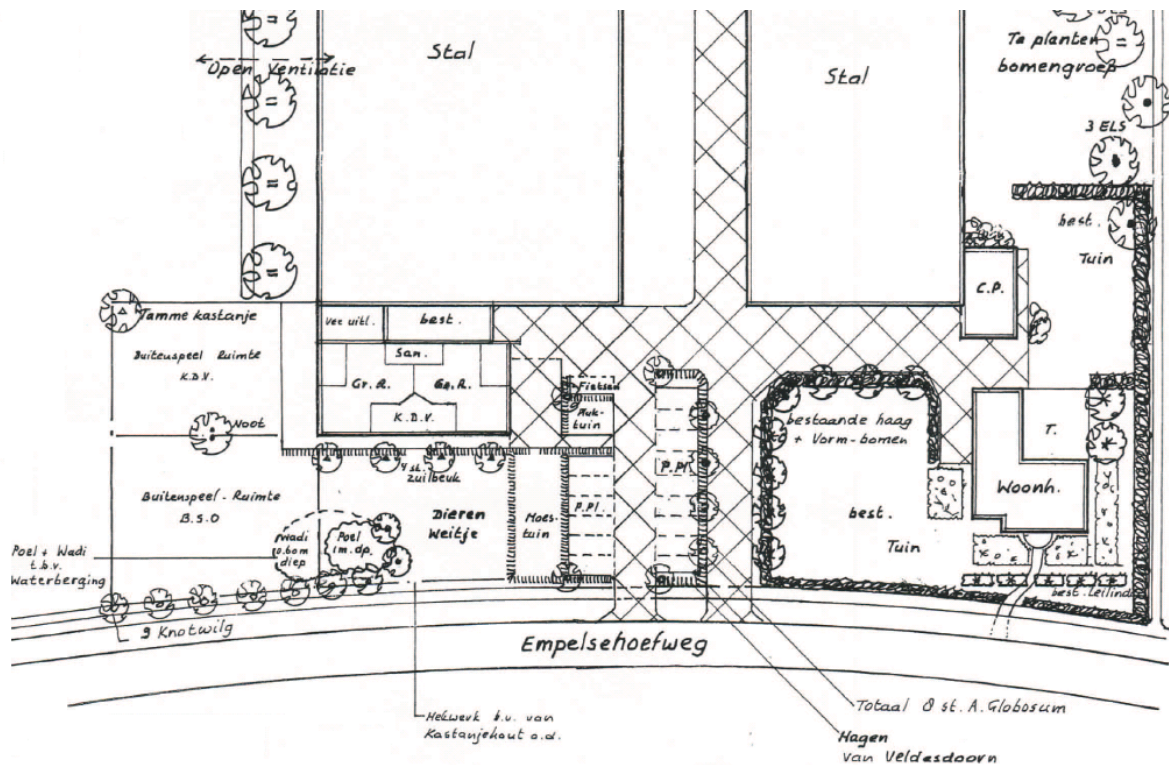 Stal
Open Ventilatie
Stal
Te planten
bomengroep
3 ELS
best.
Tuin
C.P.
Tamme kastanje
Buitenspeel Ruimte
K.D.V.
Vee uitl.
best.
San.
Gr.R.
Gr.R.
K.D.V.
Fietsen
Pluk-
tuin
Noot
bestaande haag
+ Vorm-bomen
T.
Woonh.
P.Pl.
4 st.
zuilbeuk
Buitenspeel-Ruimte
B.S.O
Dieren
Weitje
Moes-
tuin
P.Pl.
best.
Tuin
Wadi
0.60m
diep
Poel
1m.dp.
Poel + Wadi
t.b.v.
Waterberging
best. Leilinde
9 Knotwilg
Empelsehoefweg
Totaal 8 st. A. Globosum
Hekwerk b.v. van
Kastanjehout o.d.
Hagen
van Veldesdoorn